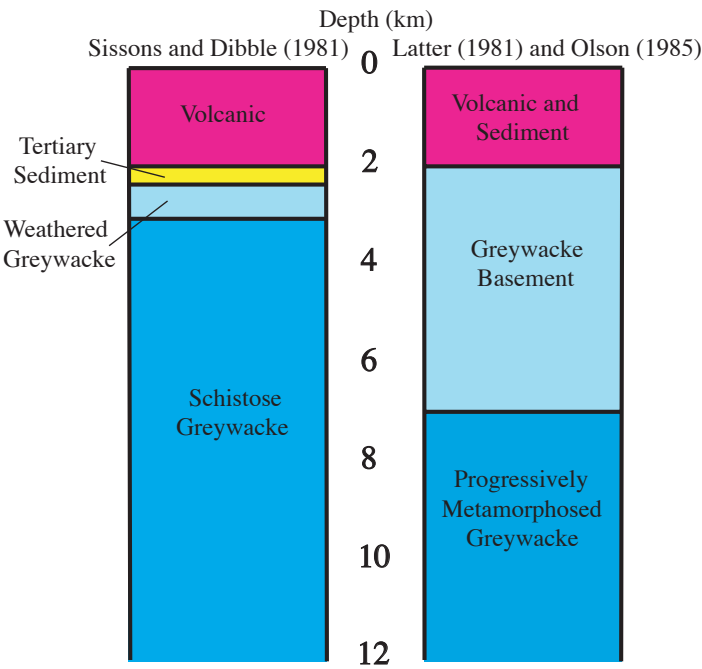 Depth (km)
Sissons and Dibble (1981)
Latter (1981) and Olson (1985)
0
Volcanic
Volcanic and
Sediment
Tertiary
Sediment
2
Weathered
Greywacke
4
Greywacke
Basement
6
Schistose
Greywacke
8
Progressively
Metamorphosed
Greywacke
10
12